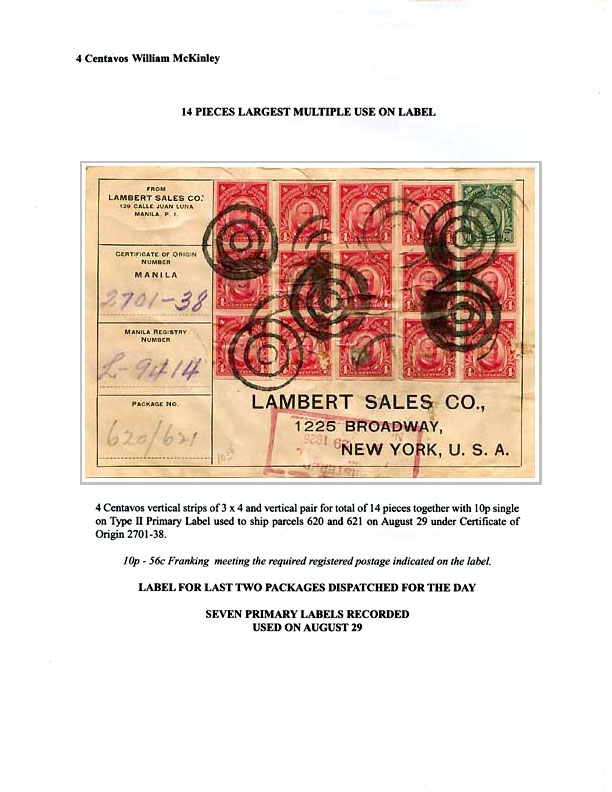 4 Centavos William McKinley
14 PIECES LARGEST MULTIPLE USE ON LABEL
FROM
LAMBERT SALES CO.
129 CALLE JUAN LUNA
MANILA, P. I.
CERTIFICATE OF ORIGIN
NUMBER
MANILA
2701-38
MANILA REGISTRY
NUMBER
L-9414
PACKAGE NO.
620/621
LAMBERT SALES CO.,
1225 BROADWAY,
NEW YORK, U. S. A.
4 Centavos vertical strips of 3 x 4 and vertical pair for total of 14 pieces together with 10p single
on Type II Primary Label used to ship parcels 620 and 621 on August 29 under Certificate of
Origin 2701-38.
10p - 56c Franking meeting the required registered postage indicated on the label.
LABEL FOR LAST TWO PACKAGES DISPATCHED FOR THE DAY
SEVEN PRIMARY LABELS RECORDED
USED ON AUGUST 29